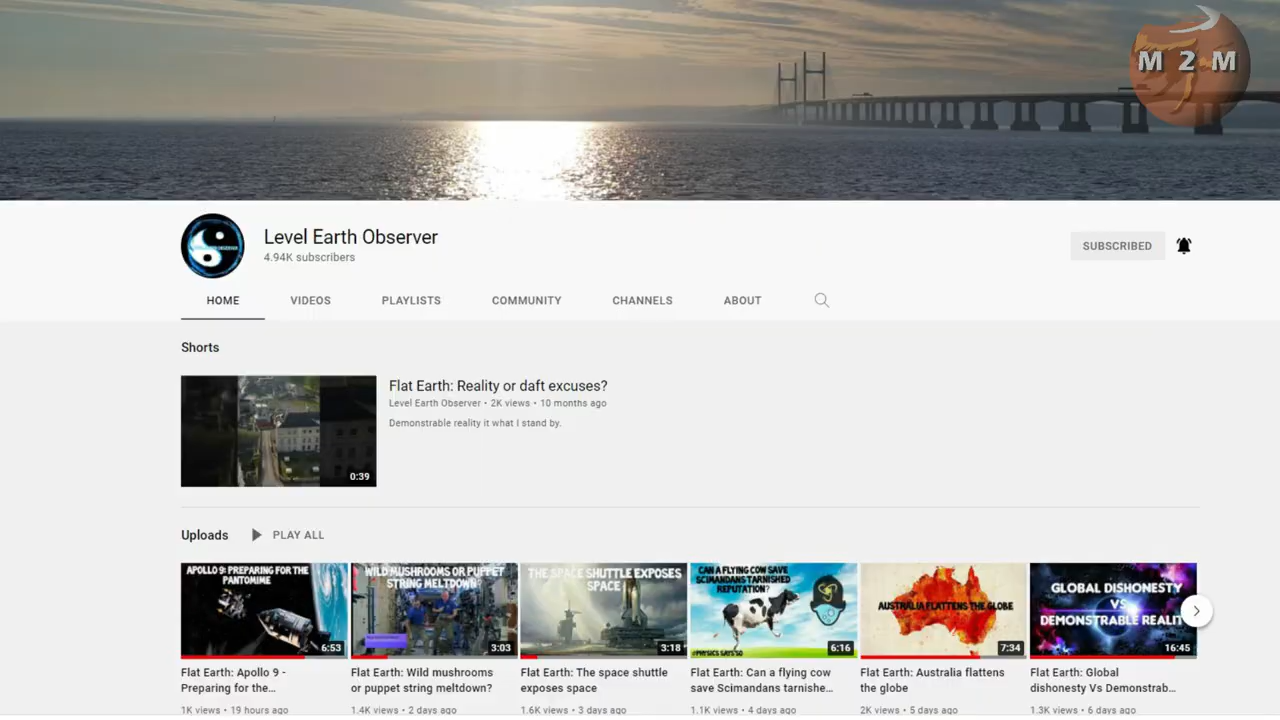 M 2 M
Level Earth Observer
4.94K subscribers
SUBSCRIBED
HOME
VIDEOS
PLAYLISTS
COMMUNITY
CHANNELS
ABOUT
Shorts
Flat Earth: Reality or daft excuses?
Level Earth Observer • 2K views • 10 months ago
Demonstrable reality it what I stand by.
0:39
Uploads
PLAY ALL
APOLLO 9: PREPARING FOR THE
PANTOMIME
6:53
WILD MUSHROOMS OR PUPPET
STRING MELTDOWN?
3:03
THE SPACE SHUTTLE EXPOSES
SPACE
3:18
CAN A FLYING COW SAVE
SCIMANDANS TARNISHED
REPUTATION?
#PHYSICS SAYS SO
6:16
AUSTRALIA FLATTENS THE GLOBE
7:34
GLOBAL DISHONESTY
VS
DEMONSTRABLE REALIT
16:45
Flat Earth: Apollo 9 -
Preparing for the...
1K views • 19 hours ago
Flat Earth: Wild mushrooms
or puppet string meltdown?
1.4K views • 2 days ago
Flat Earth: The space shuttle
exposes space
1.6K views • 3 days ago
Flat Earth: Can a flying cow
save Scimandans tarnishe...
1.1K views • 4 days ago
Flat Earth: Australia flattens
the globe
2K views • 5 days ago
Flat Earth: Global
dishonesty Vs Demonstrab...
1.3K views • 6 days ago